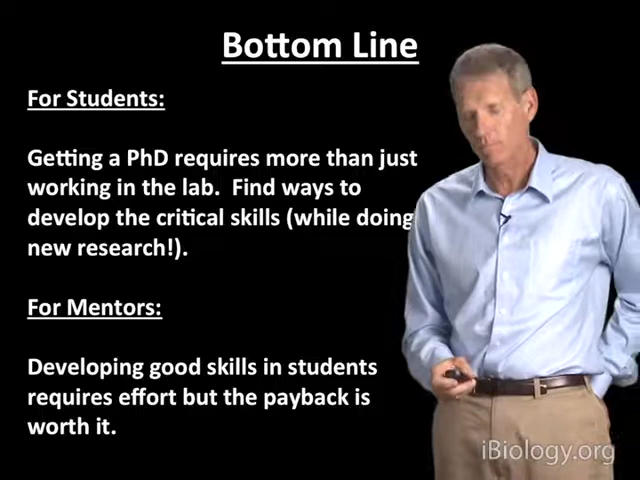 Bottom Line
For Students:
Getting a PhD requires more than just
working in the lab.  Find ways to
develop the critical skills (while doing
new research!).
For Mentors:
Developing good skills in students
requires effort but the payback is
worth it.
iBiology.org